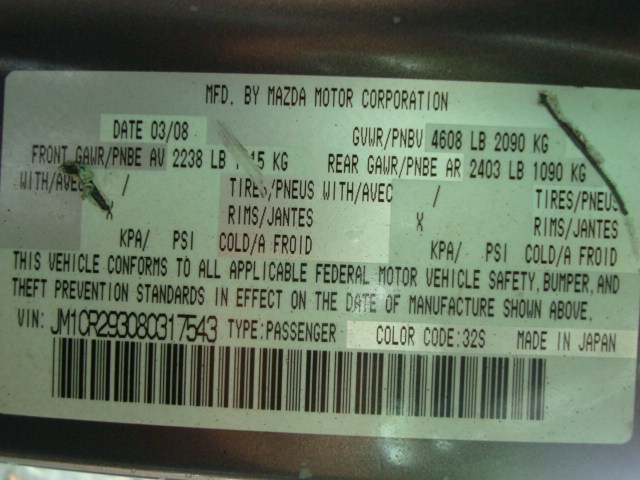 MFD. BY MAZDA MOTOR CORPORATION
DATE 03/08 GVWR/PNBV 4608 LB 2090 KG
FRONT GAWR/PNBE AV 2238 LB KG REAR GAWR/PNBE AR 2403 LB 1090 KG
WITH/AVEC / TIRES/PNEUS WITH/AVEC / TIRES/PNEUS
X RIMS/JANTES X RIMS/JANTES
KPA/ PSI COLD/A FROID KPA/ PSI COLD/A FROID
THIS VEHICLE CONFORMS TO ALL APPLICABLE FEDERAL MOTOR VEHICLE SAFETY, BUMPER, AND
THEFT PREVENTION STANDARDS IN EFFECT ON THE DATE OF MANUFACTURE SHOWN ABOVE.
VIN: JM1CR293080317543 TYPE:PASSENGER COLOR CODE:32S MADE IN JAPAN